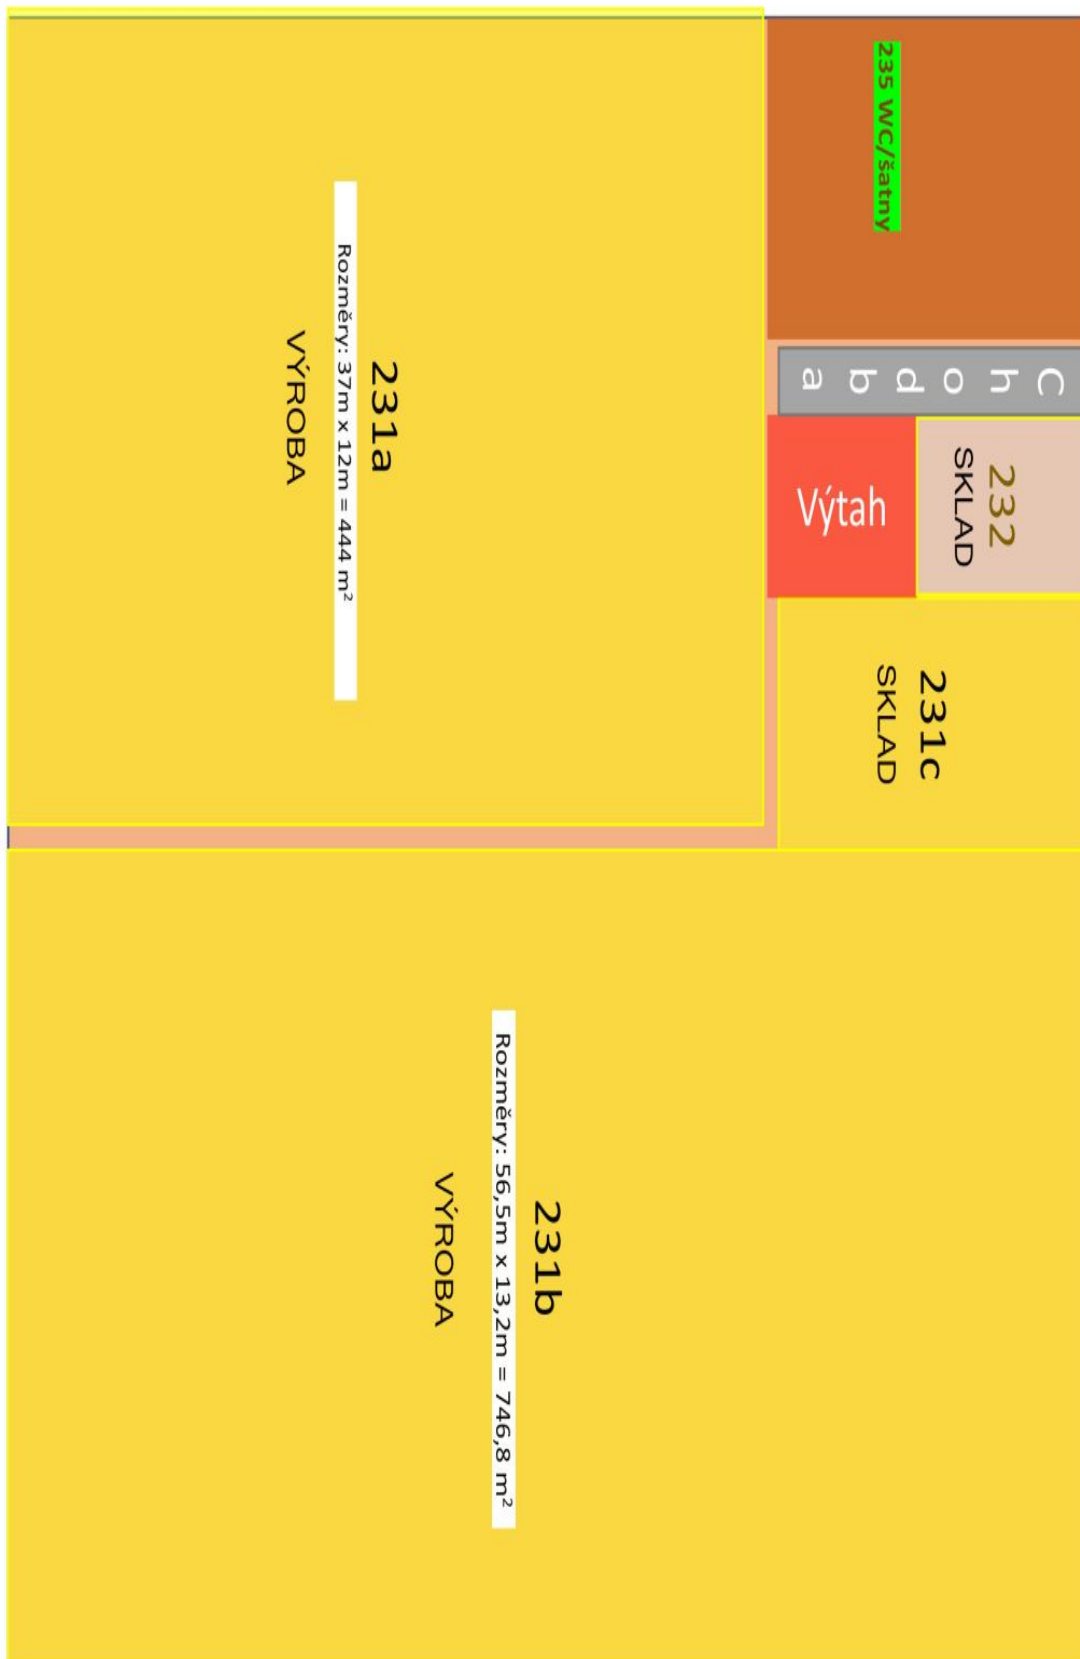 235 WC/šatny
Chodba
232
SKLAD
Výtah
231c
SKLAD
231a
Rozměry: 37m x 12m = 444 m²
VÝROBA
231b
Rozměry: 56,5m x 13,2m = 746,8 m²
VÝROBA